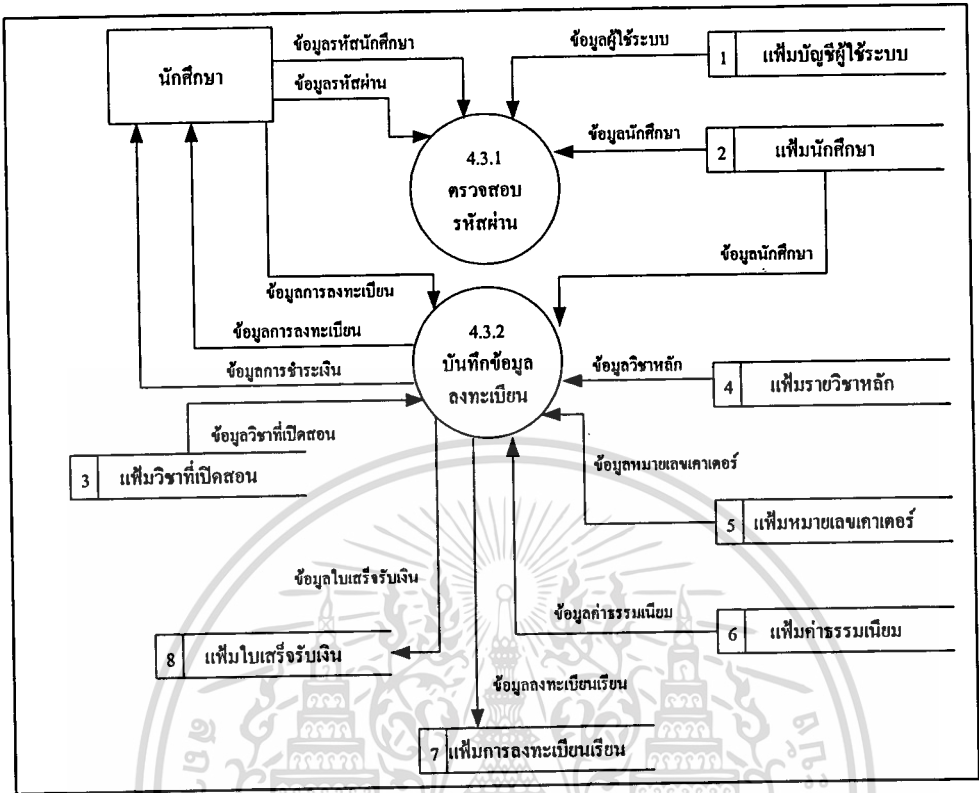 นักศึกษา
ข้อมูลรหัสนักศึกษา
ข้อมูลรหัสผ่าน
ข้อมูลผู้ใช้ระบบ
1 แฟ้มบัญชีผู้ใช้ระบบ
ข้อมูลนักศึกษา
2 แฟ้มนักศึกษา
4.3.1
ตรวจสอบ
รหัสผ่าน
ข้อมูลนักศึกษา
ข้อมูลการลงทะเบียน
ข้อมูลการลงทะเบียน
ข้อมูลการชำระเงิน
4.3.2
บันทึกข้อมูล
ลงทะเบียน
ข้อมูลวิชาหลัก
4 แฟ้มรายวิชาหลัก
ข้อมูลวิชาที่เปิดสอน
3 แฟ้มวิชาที่เปิดสอน
ข้อมูลหมายเลขเคาเตอร์
5 แฟ้มหมายเลขเคาเตอร์
ข้อมูลใบเสร็จรับเงิน
ข้อมูลค่าธรรมเนียม
6 แฟ้มค่าธรรมเนียม
8 แฟ้มใบเสร็จรับเงิน
ข้อมูลลงทะเบียนเรียน
7 แฟ้มการลงทะเบียนเรียน